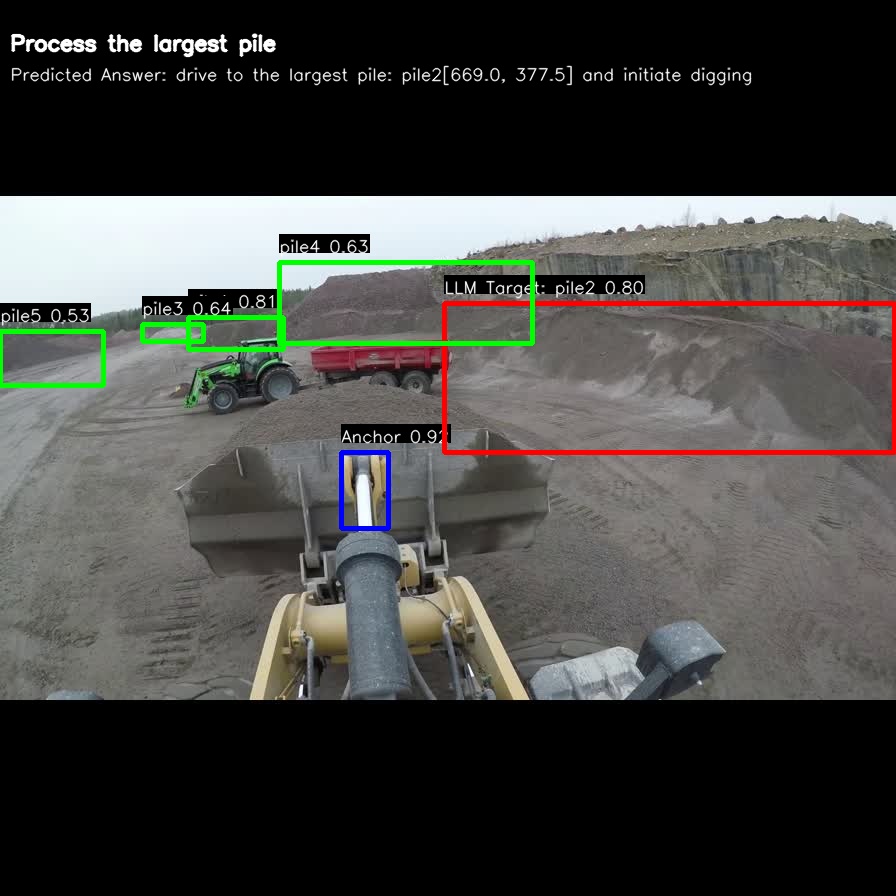 Process the largest pile
Predicted Answer: drive to the largest pile: pile2[669.0, 377.5] and initiate digging
pile4 0.63
LLM Target: pile2 0.80
0.81
pile3 0.64
pile5 0.53
Anchor 0.92